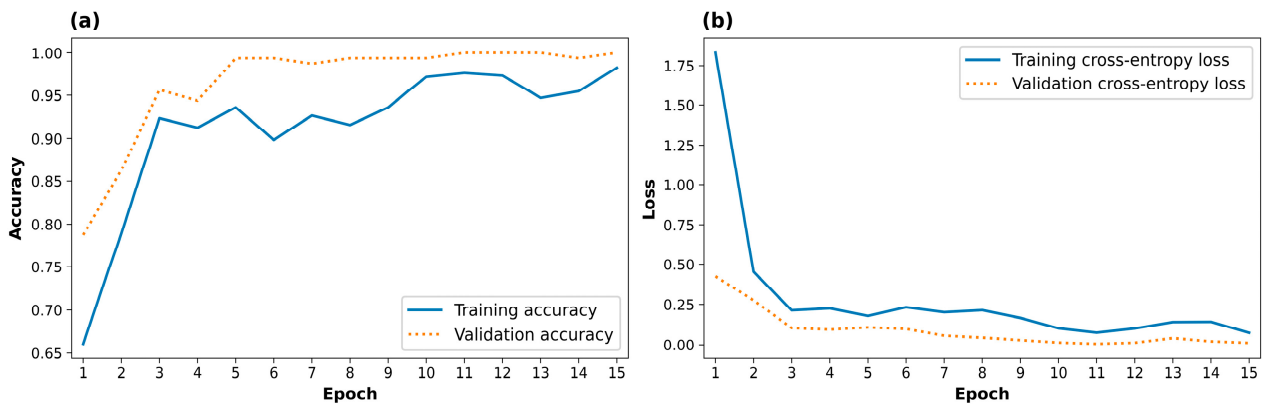 (a)
1.00
0.95
0.90
0.85
0.80
0.75
0.70
0.65
Accuracy
Training accuracy
Validation accuracy
1 2 3 4 5 6 7 8 9 10 11 12 13 14 15
Epoch
(b)
1.75
1.50
1.25
1.00
0.75
0.50
0.25
0.00
Loss
Training cross-entropy loss
Validation cross-entropy loss
1 2 3 4 5 6 7 8 9 10 11 12 13 14 15
Epoch